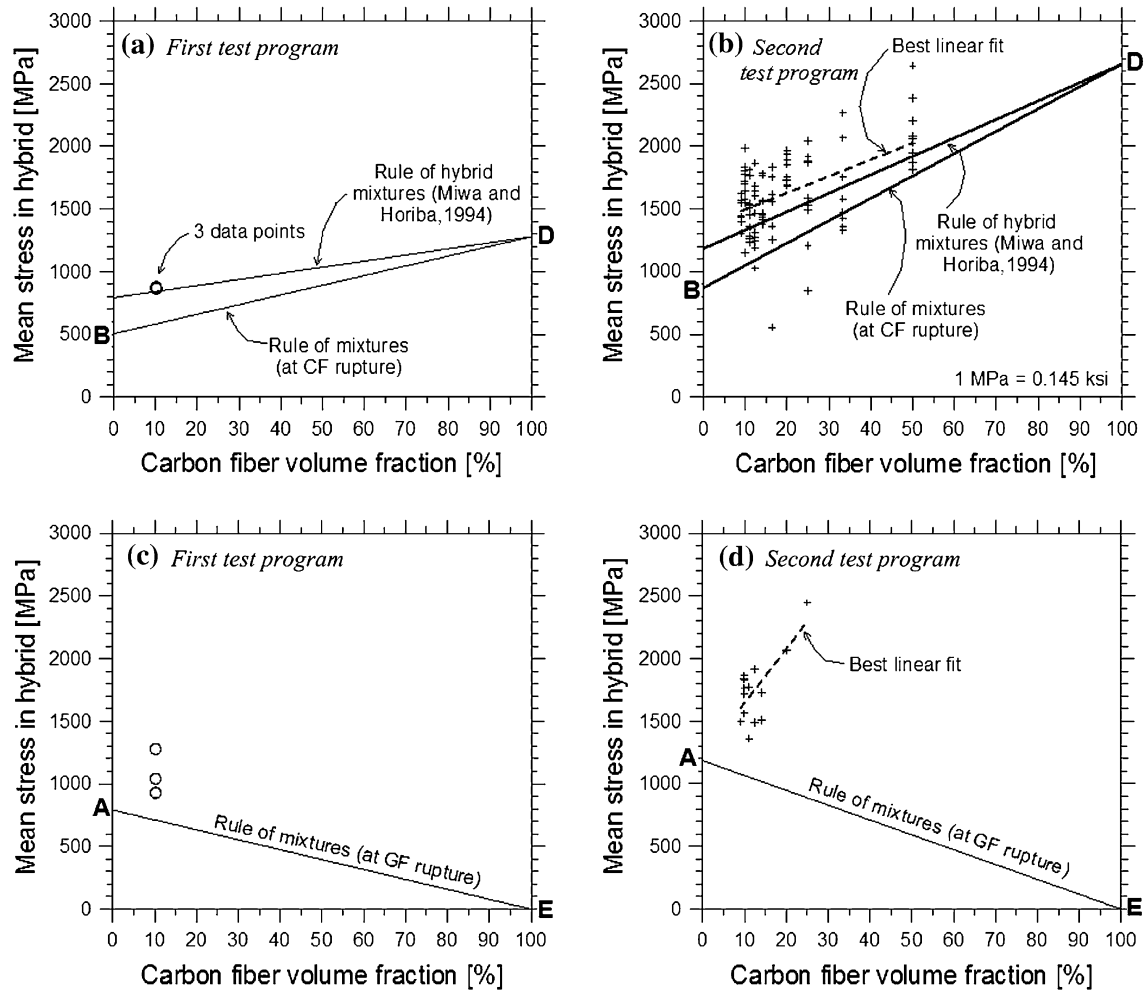 (a) First test program
3000
2500
2000
1500
1000
500
0
Mean stress in hybrid [MPa]
Rule of hybrid
mixtures (Miwa and
Horiba,1994)
3 data points
D
B
Rule of mixtures
(at CF rupture)
0 10 20 30 40 50 60 70 80 90 100
Carbon fiber volume fraction [%]
(b) Second
test program
3000
2500
2000
1500
1000
500
0
Mean stress in hybrid [MPa]
Best linear fit
D
B
Rule of hybrid
mixtures (Miwa and
Horiba,1994)
Rule of mixtures
(at CF rupture)
1 MPa = 0.145 ksi
0 10 20 30 40 50 60 70 80 90 100
Carbon fiber volume fraction [%]
(c) First test program
3000
2500
2000
1500
1000
500
0
Mean stress in hybrid [MPa]
A
Rule of mixtures (at GF rupture)
E
0 10 20 30 40 50 60 70 80 90 100
Carbon fiber volume fraction [%]
(d) Second test program
3000
2500
2000
1500
1000
500
0
Mean stress in hybrid [MPa]
Best linear fit
A
Rule of mixtures (at GF rupture)
E
0 10 20 30 40 50 60 70 80 90 100
Carbon fiber volume fraction [%]